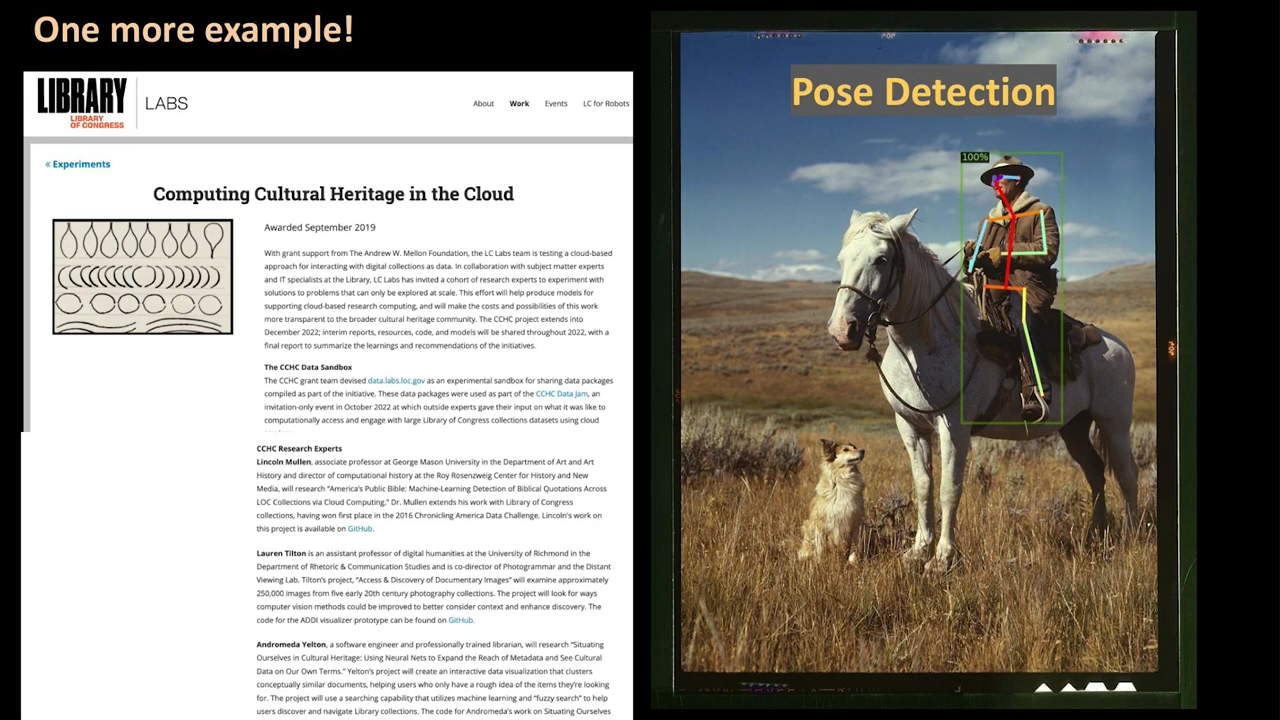 One more example!
LIBRARY
LIBRARY
OF CONGRESS
LABS
About Work Events LC for Robots
« Experiments
Computing Cultural Heritage in the Cloud
Awarded September 2019
With grant support from The Andrew W. Mellon Foundation, the LC Labs team is testing a cloud-based
approach for interacting with digital collections as data. In collaboration with subject matter experts
and IT specialists at the Library, LC Labs has invited a cohort of research experts to experiment with
solutions to problems that can only be explored at scale. This effort will help produce models for
supporting cloud-based research computing, and will make the costs and possibilities of this work
more transparent to the broader cultural heritage community. The CCHC project extends into
December 2022; interim reports, resources, code, and models will be shared throughout 2022, with a
final report to summarize the learnings and recommendations of the initiatives.
The CCHC Data Sandbox
The CCHC grant team devised data.labs.loc.gov as an experimental sandbox for sharing data packages
compiled as part of the initiative. These data packages were used as part of the CCHC Data Jam, an
invitation-only event in October 2022 at which outside experts gave their input on what it was like to
computationally access and engage with large Library of Congress collections datasets using cloud
CCHC Research Experts
Lincoln Mullen, associate professor at George Mason University in the Department of Art and Art
History and director of computational history at the Roy Rosenzweig Center for History and New
Media, will research "America's Public Bible: Machine-Learning Detection of Biblical Quotations Across
LOC Collections via Cloud Computing." Dr. Mullen extends his work with Library of Congress
collections, having won first place in the 2016 Chronicling America Data Challenge. Lincoln's work on
this project is available on GitHub.
Lauren Tilton is an assistant professor of digital humanities at the University of Richmond in the
Department of Rhetoric & Communication Studies and is co-director of Photogrammar and the Distant
Viewing Lab. Tilton's project, "Access & Discovery of Documentary Images" will examine approximately
250,000 images from five early 20th century photography collections. The project will look for ways
computer vision methods could be improved to better consider context and enhance discovery. The
code for the ADDI visualizer prototype can be found on GitHub.
Andromeda Yelton, a software engineer and professionally trained librarian, will research "Situating
Ourselves in Cultural Heritage: Using Neural Nets to Expand the Reach of Metadata and See Cultural
Data on Our Own Terms." Yelton's project will create an interactive data visualization that clusters
conceptually similar documents, helping users who only have a rough idea of the items they're looking
for. The project will use a searching capability that utilizes machine learning and "fuzzy search" to help
users discover and navigate Library collections. The code for Andromeda's work on Situating Ourselves
Pose Detection
100%